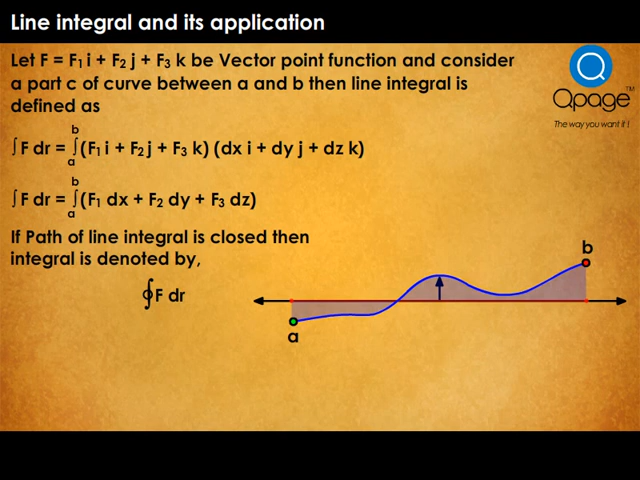 Line integral and its application
Let F = F₁ i + F₂ j + F₃ k be Vector point function and consider
a part c of curve between a and b then line integral is
defined as
Q
Qpage™
The way you want it !
∫F dr = ∫ₐᵇ(F₁ i + F₂ j + F₃ k) (dx i + dy j + dz k)
∫F dr = ∫ₐᵇ(F₁ dx + F₂ dy + F₃ dz)
If Path of line integral is closed then
integral is denoted by,
∮F dr
b
a